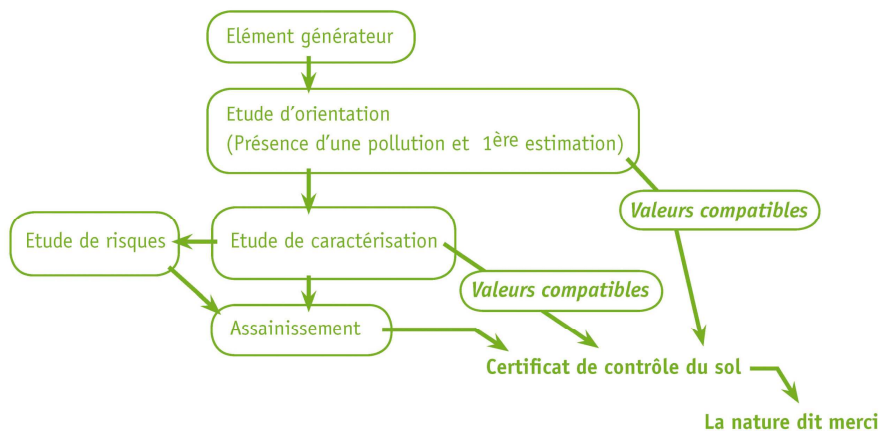 Elément générateur
Etude d'orientation
(Présence d'une pollution et 1ère estimation)
Valeurs compatibles
Etude de risques
Etude de caractérisation
Valeurs compatibles
Assainissement
Certificat de contrôle du sol
La nature dit merci